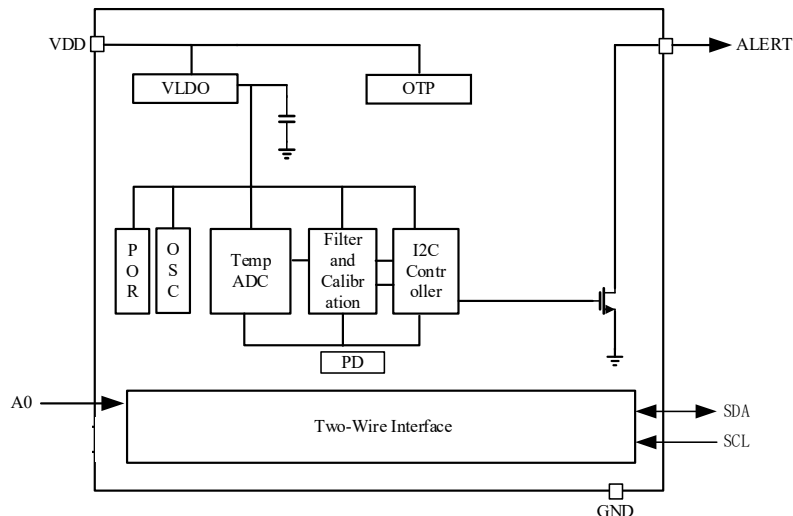 VDD
ALERT
VLDO
OTP
P
O
R
O
S
C
Temp
ADC
Filter
and
Calibr
ation
I2C
Contr
oller
PD
A0
Two-Wire Interface
SDA
SCL
GND